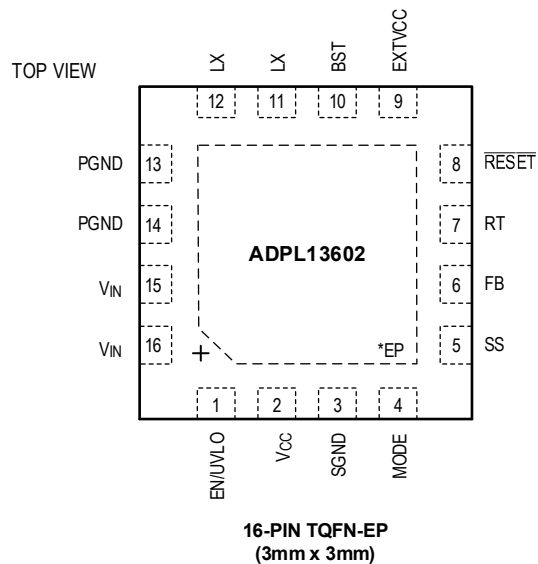 TOP VIEW
LX
LX
BST
EXTVCC
12
11
10
9
PGND
13
8
RESET
PGND
14
7
RT
ADPL13602
VIN
15
6
FB
VIN
16
*EP
5
SS
+
1
2
3
4
EN/UVLO
VCC
SGND
MODE
16-PIN TQFN-EP
(3mm x 3mm)